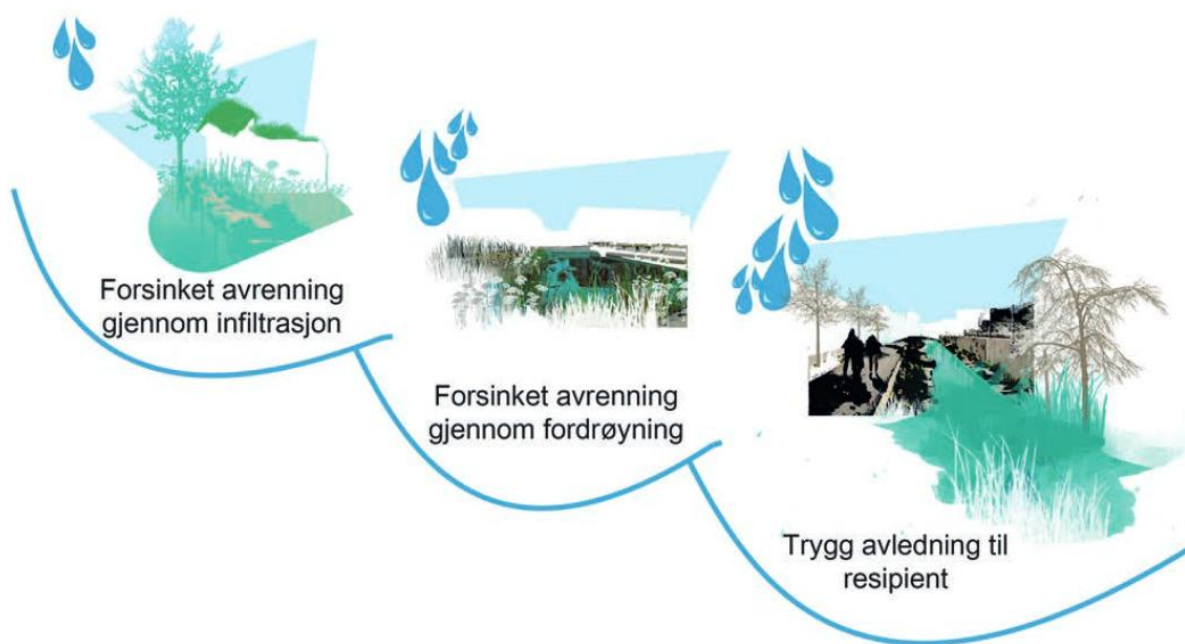 Forsinket avrenning
gjennom infiltrasjon
Forsinket avrenning
gjennom fordrøyning
Trygg avledning til
resipient